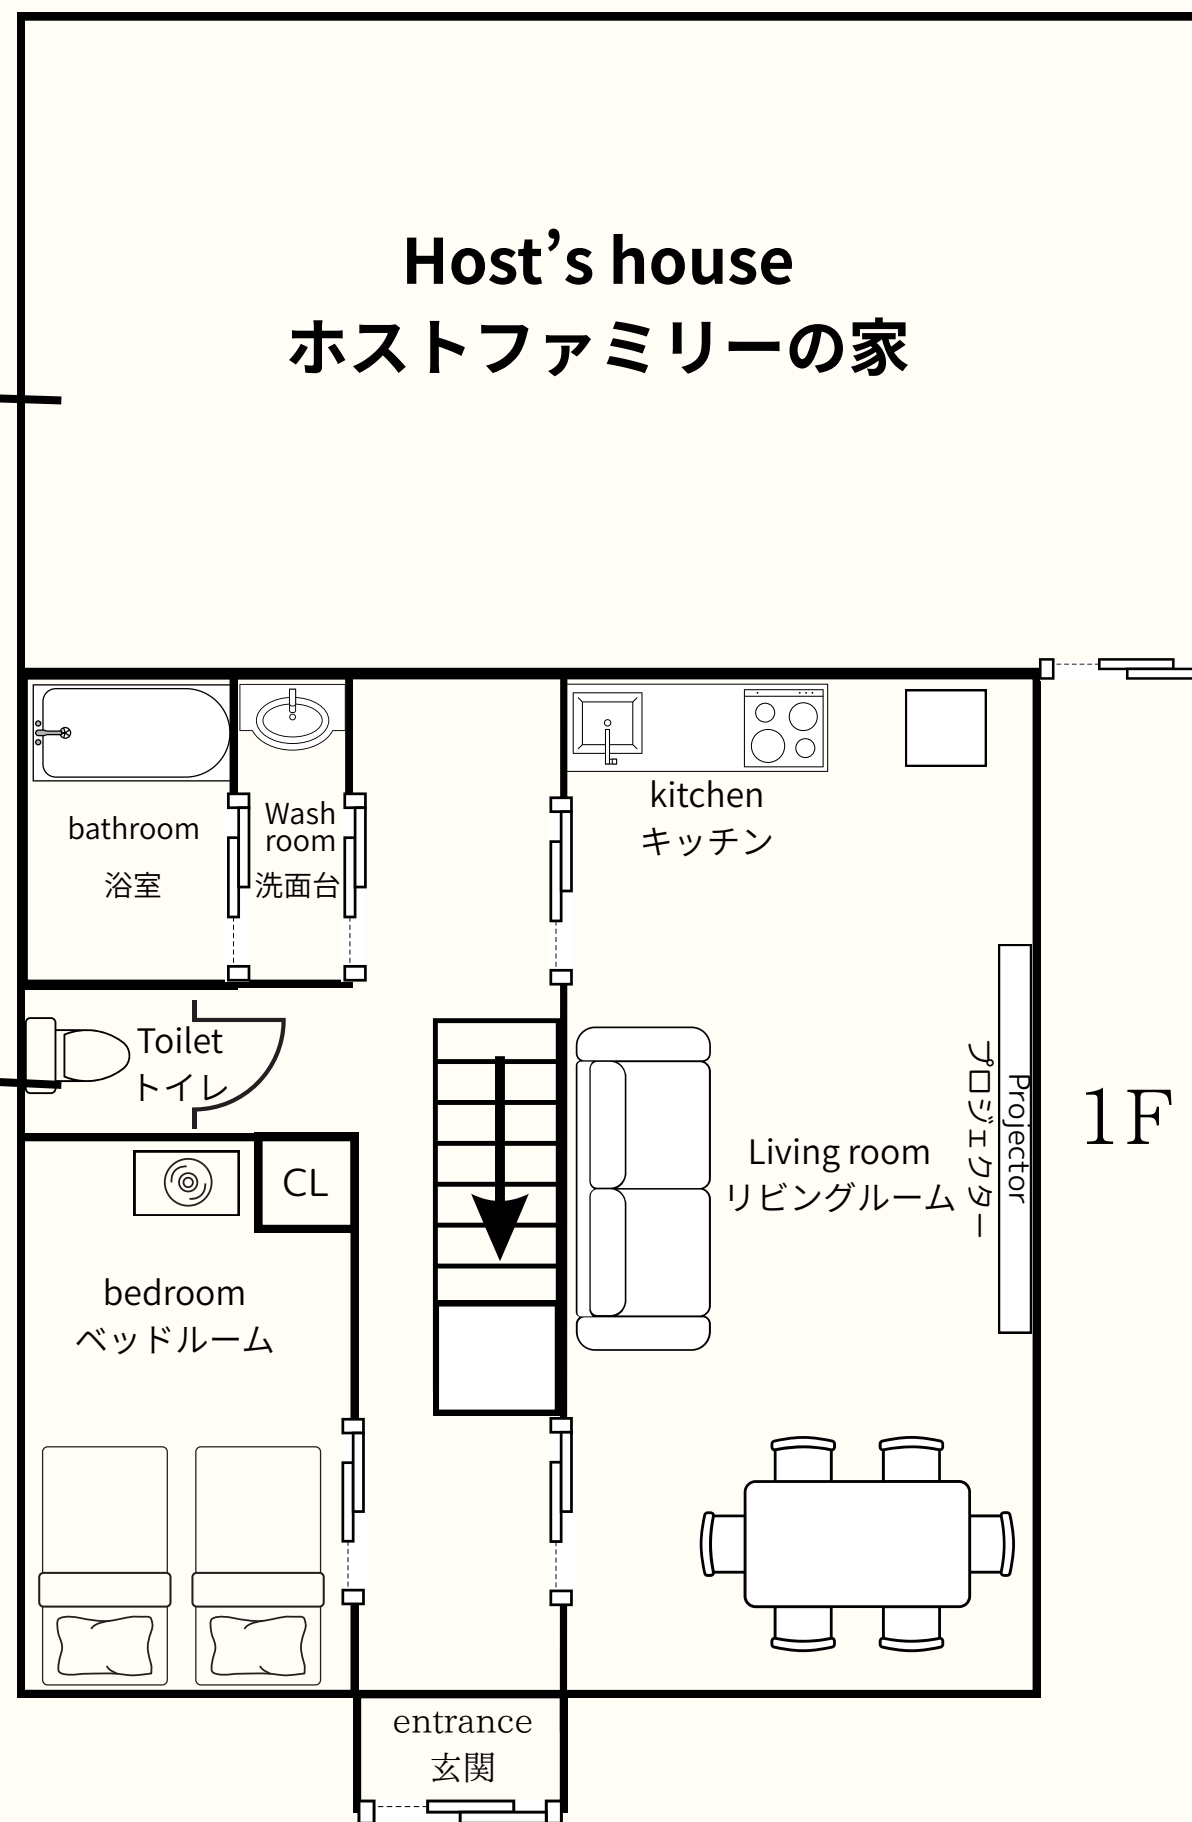 Host’s house
ホストファミリーの家
kitchen
キッチン
bathroom
浴室
Wash
room
洗面台
Toilet
トイレ
Living room
リビングルーム
Projector
プロジェクター
1F
CL
bedroom
ベッドルーム
entrance
玄関